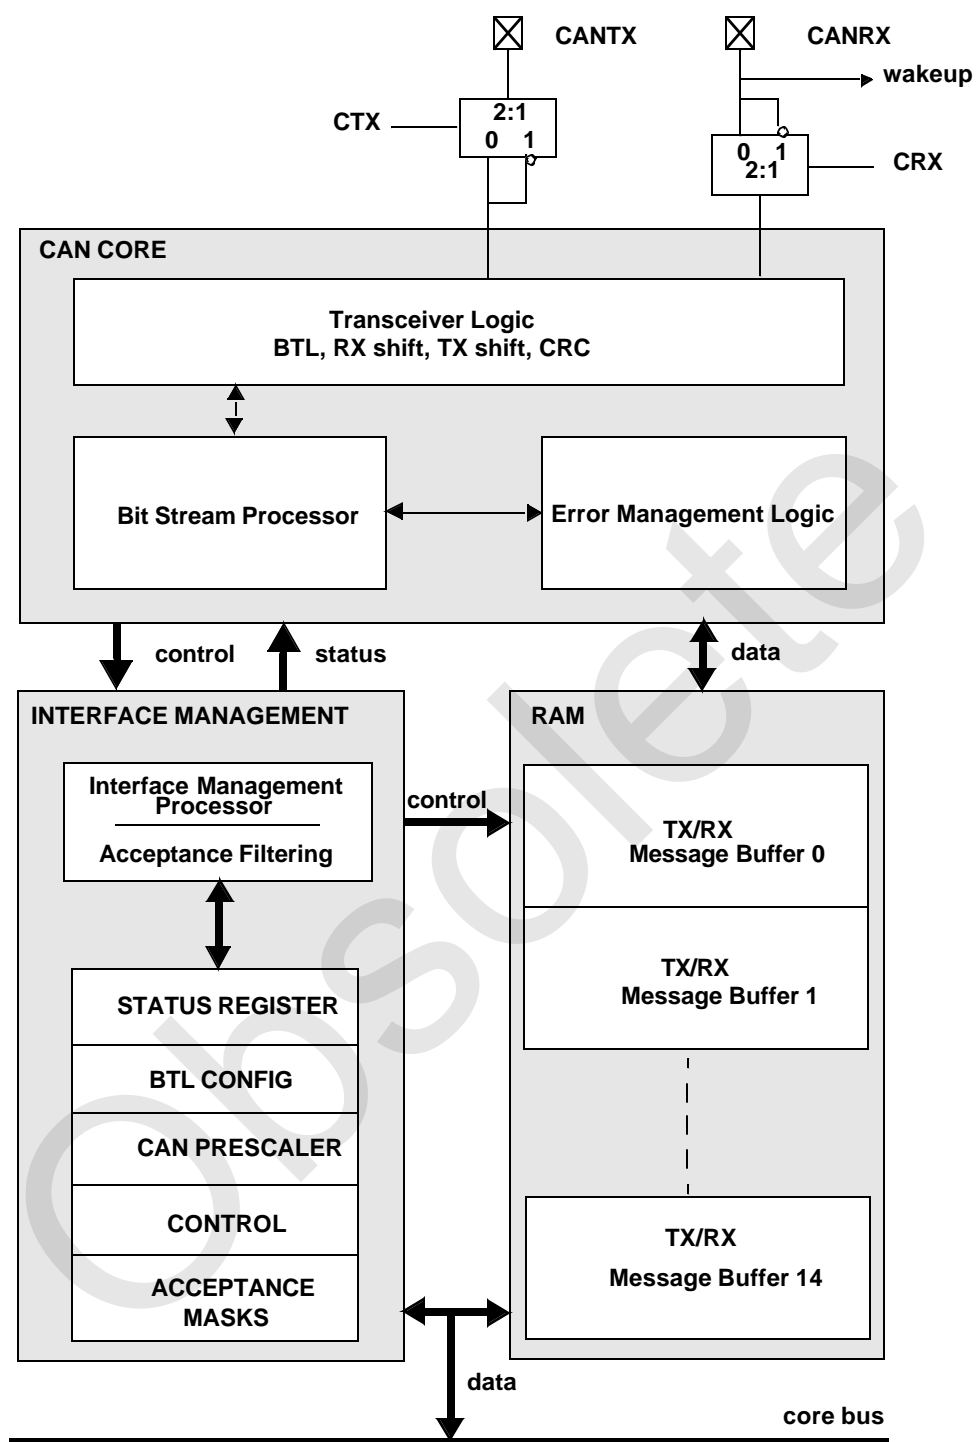 CANTX
CANRX
wakeup
CTX
2:1
0 1
0 1
2:1
CRX
CAN CORE
Transceiver Logic
BTL, RX shift, TX shift, CRC
Bit Stream Processor
Error Management Logic
control
status
data
INTERFACE MANAGEMENT
RAM
Interface Management
Processor
Acceptance Filtering
control
TX/RX
Message Buffer 0
TX/RX
Message Buffer 1
STATUS REGISTER
BTL CONFIG
CAN PRESCALER
CONTROL
ACCEPTANCE
MASKS
TX/RX
Message Buffer 14
data
core bus
Obsolete